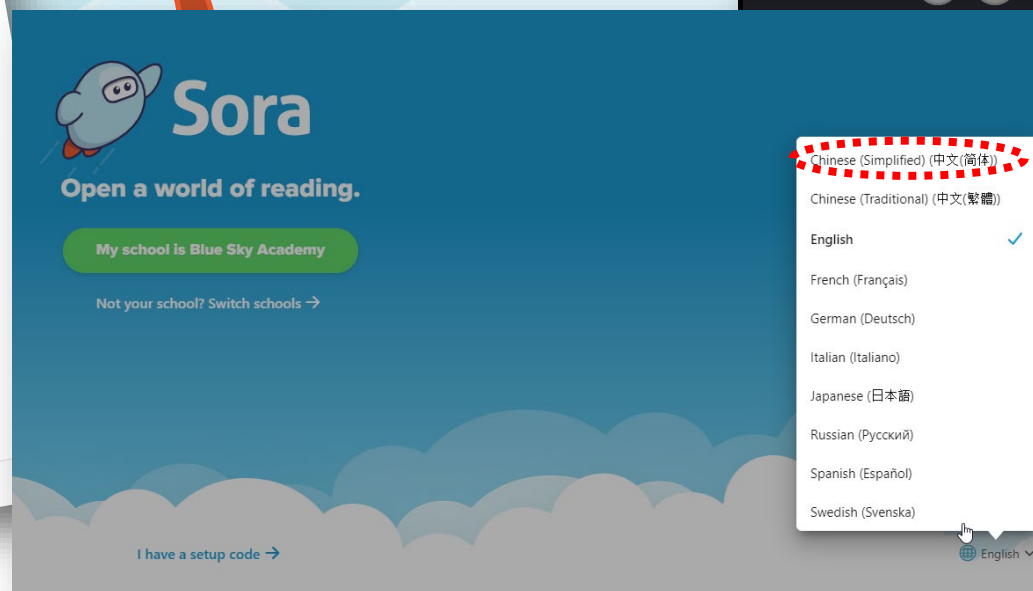 Sora
Open a world of reading.
My school is Blue Sky Academy
Not your school? Switch schools →
I have a setup code →
Chinese (Simplified) (中文(简体))
Chinese (Traditional) (中文(繁體))
English
French (Français)
German (Deutsch)
Italian (Italiano)
Japanese (日本語)
Russian (Русский)
Spanish (Español)
Swedish (Svenska)
English